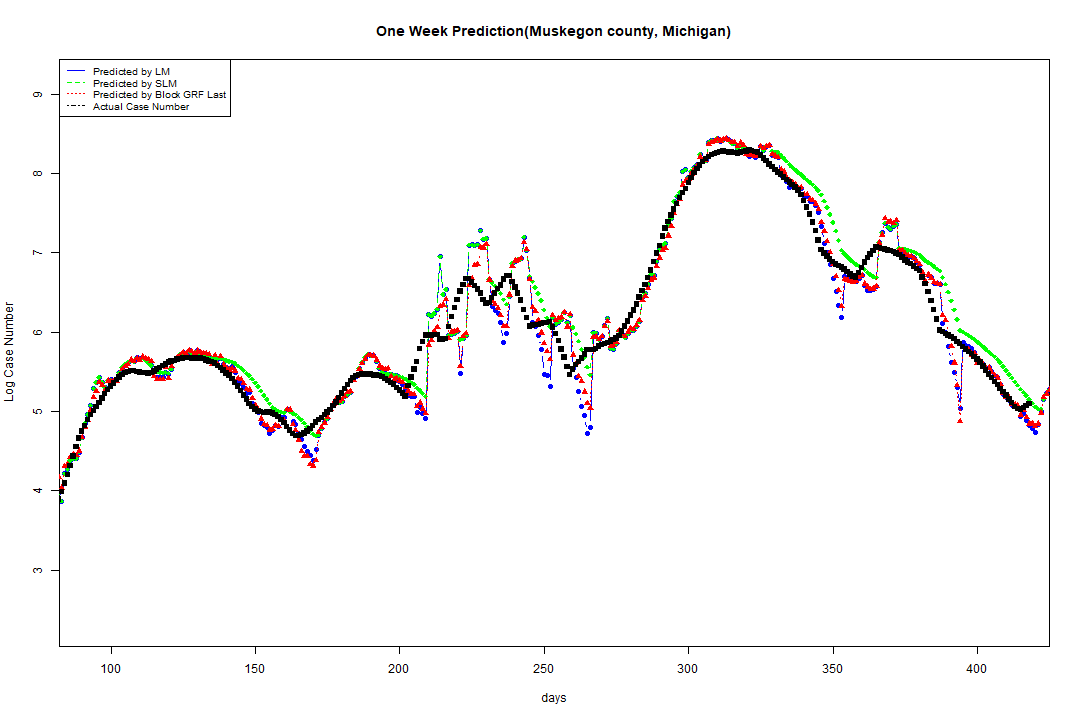 One Week Prediction(Muskegon county, Michigan)
Predicted by LM
Predicted by SLM
Predicted by Block GRF Last
Actual Case Number
9
8
7
6
5
4
3
Log Case Number
100 150 200 250 300 350 400
days